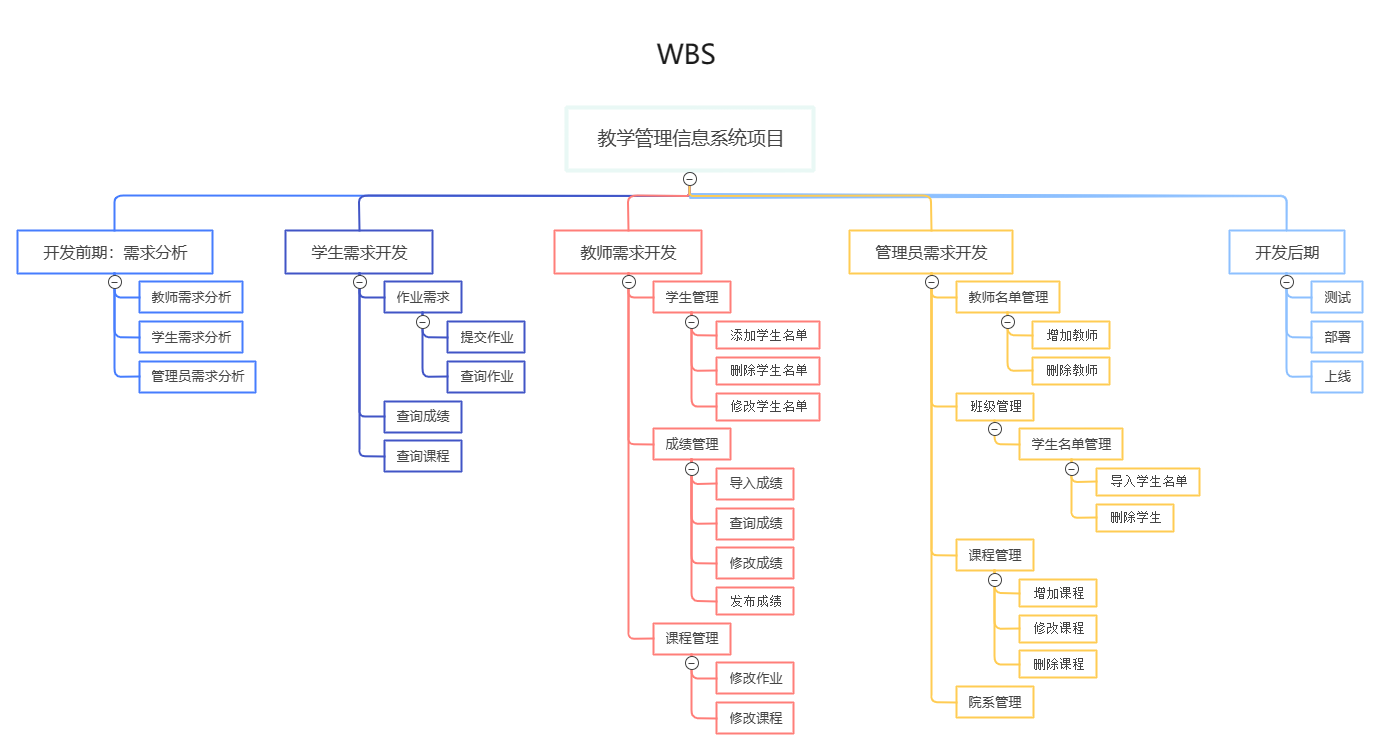 WBS
教学管理信息系统项目
开发前期：需求分析
教师需求分析
学生需求分析
管理员需求分析
学生需求开发
作业需求
提交作业
查询作业
查询成绩
查询课程
教师需求开发
学生管理
添加学生名单
删除学生名单
修改学生名单
成绩管理
导入成绩
查询成绩
修改成绩
发布成绩
课程管理
修改作业
修改课程
管理员需求开发
教师名单管理
增加教师
删除教师
班级管理
学生名单管理
导入学生名单
删除学生
课程管理
增加课程
修改课程
删除课程
院系管理
开发后期
测试
部署
上线